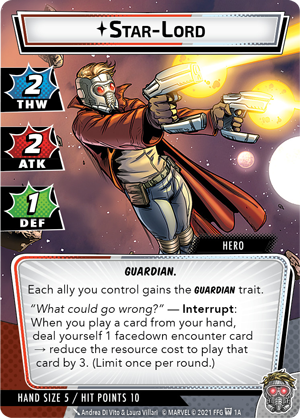 STAR-LORD
2
THW
2
ATK
1
DEF
HERO
GUARDIAN.
Each ally you control gains the GUARDIAN trait.
"What could go wrong?" — Interrupt:
When you play a card from your hand,
deal yourself 1 facedown encounter card
→ reduce the resource cost to play that
card by 3. (Limit once per round.)
HAND SIZE 5 / HIT POINTS 10
Andrea Di Vito & Laura Villari © MARVEL © 2021 FFG 1A